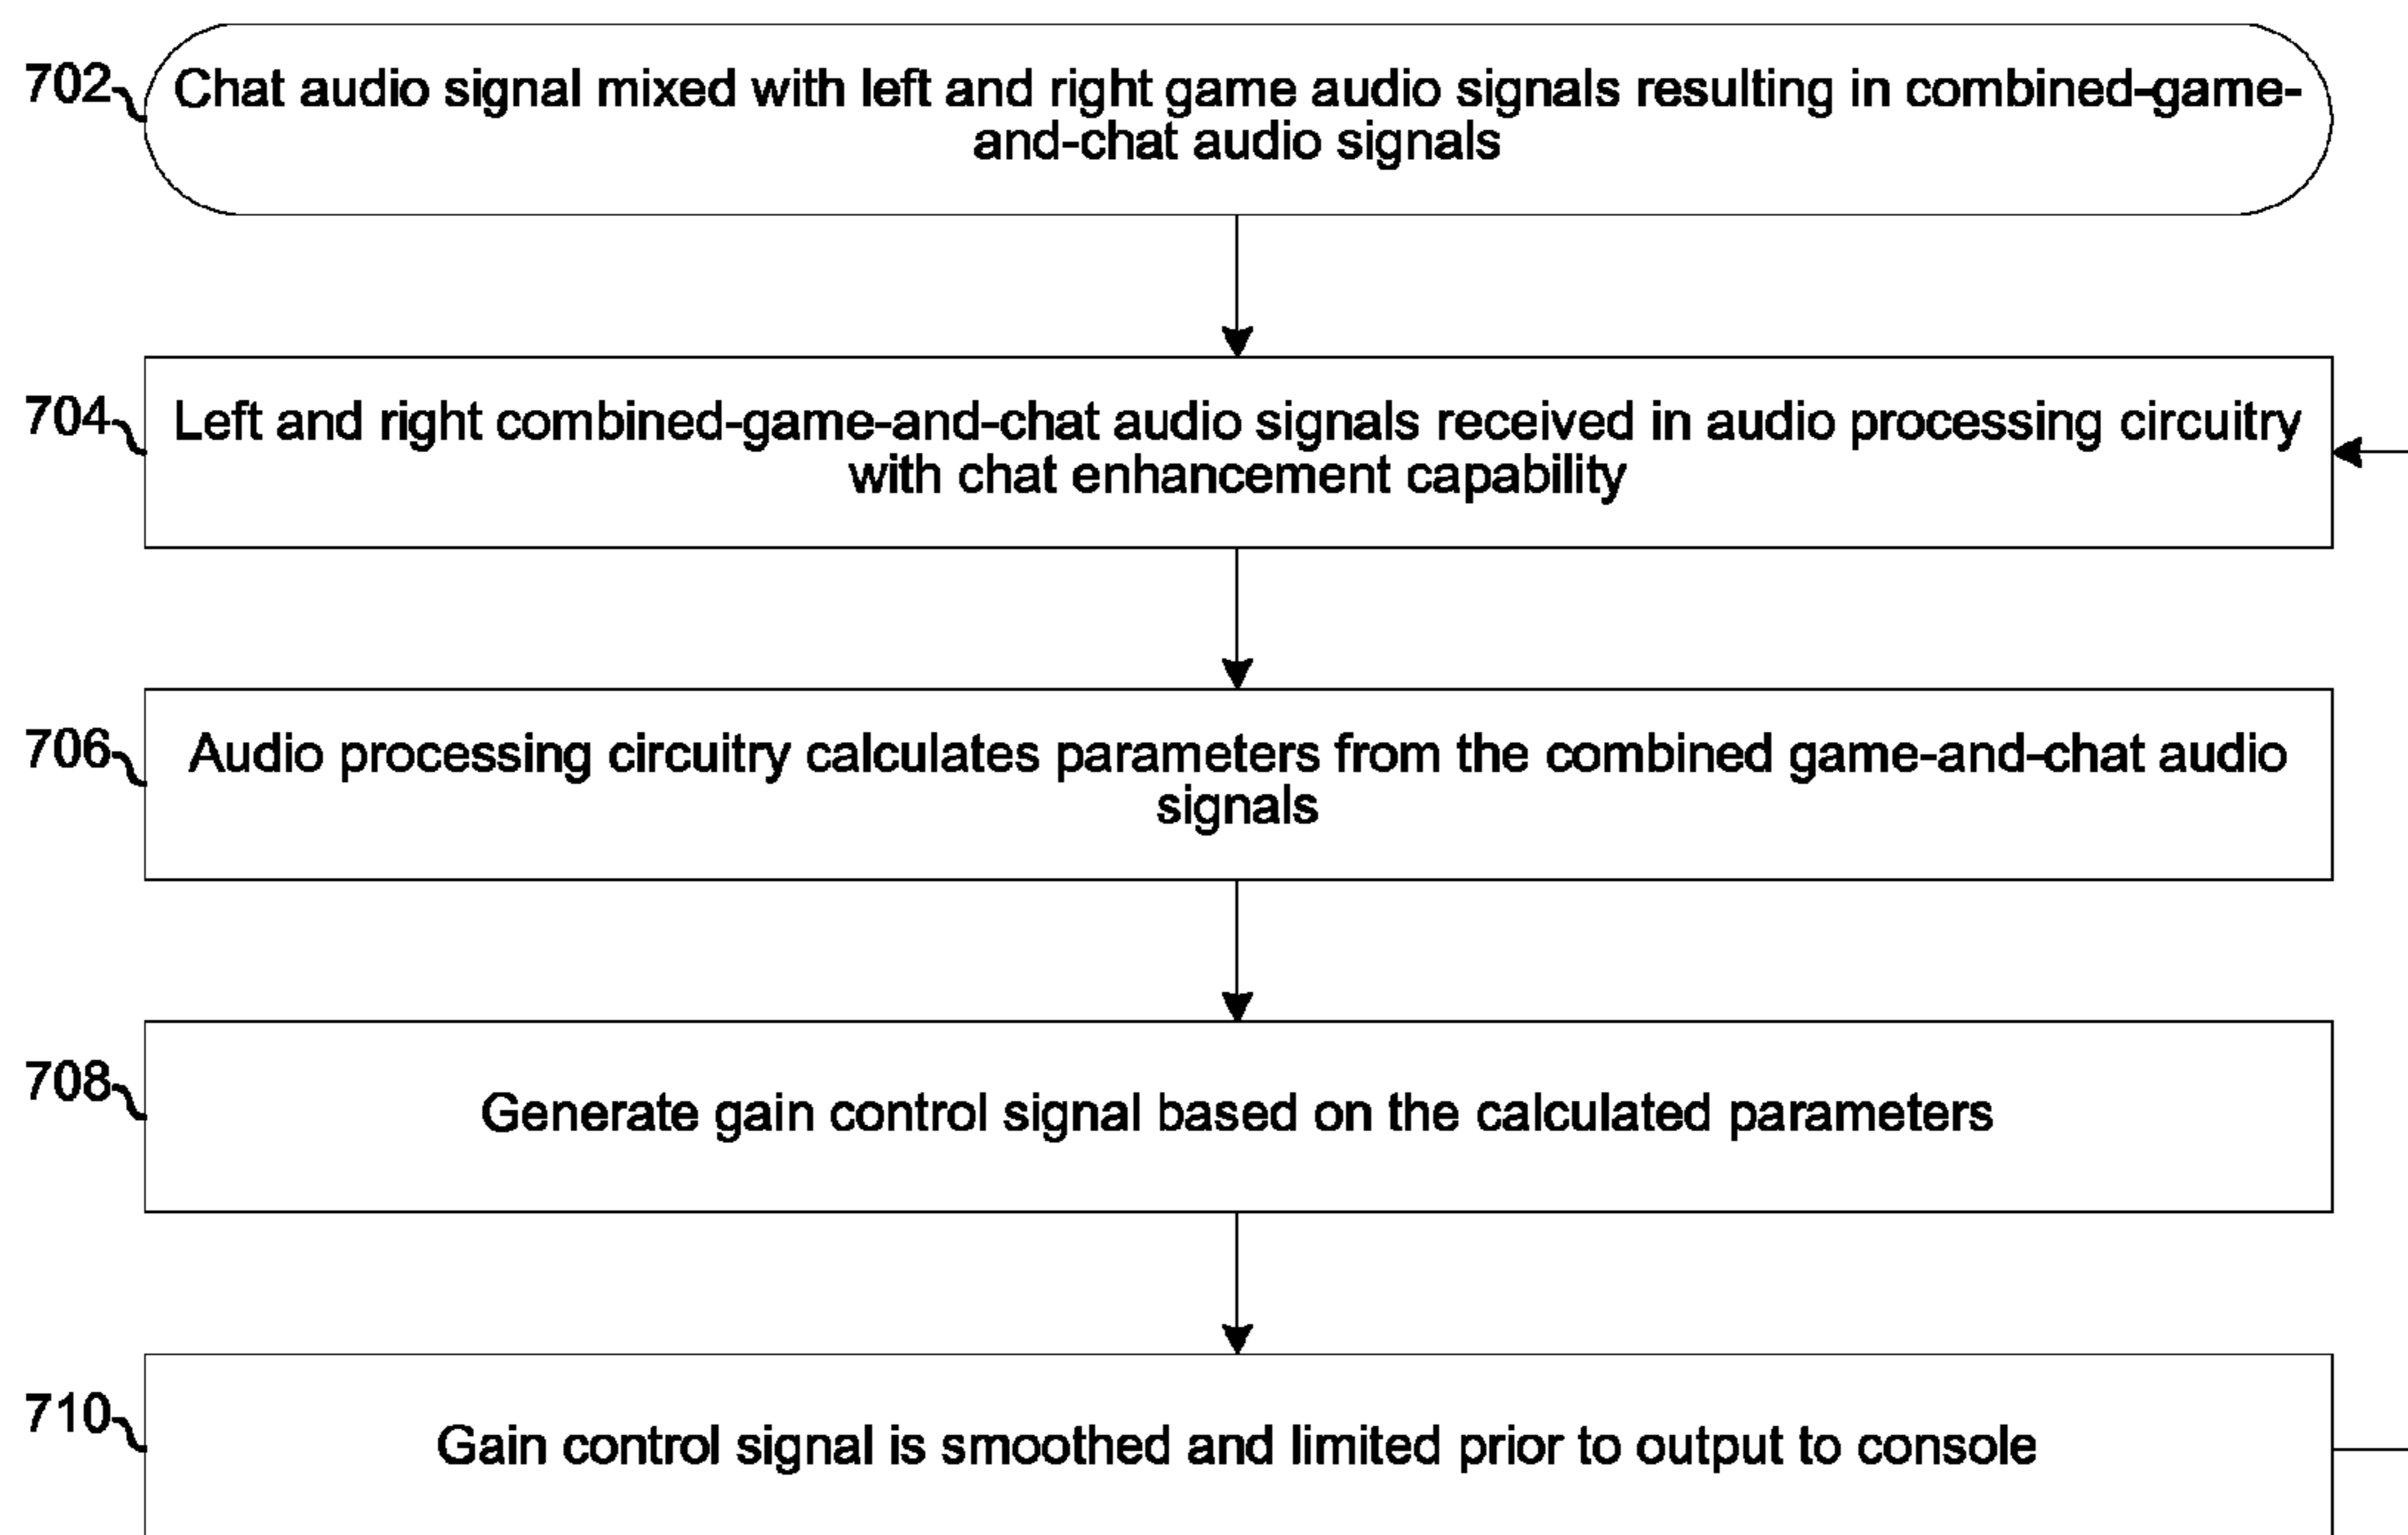 702
Chat audio signal mixed with left and right game audio signals resulting in combined-game-
and-chat audio signals
704
Left and right combined-game-and-chat audio signals received in audio processing circuitry
with chat enhancement capability
706
Audio processing circuitry calculates parameters from the combined game-and-chat audio
signals
708
Generate gain control signal based on the calculated parameters
710
Gain control signal is smoothed and limited prior to output to console